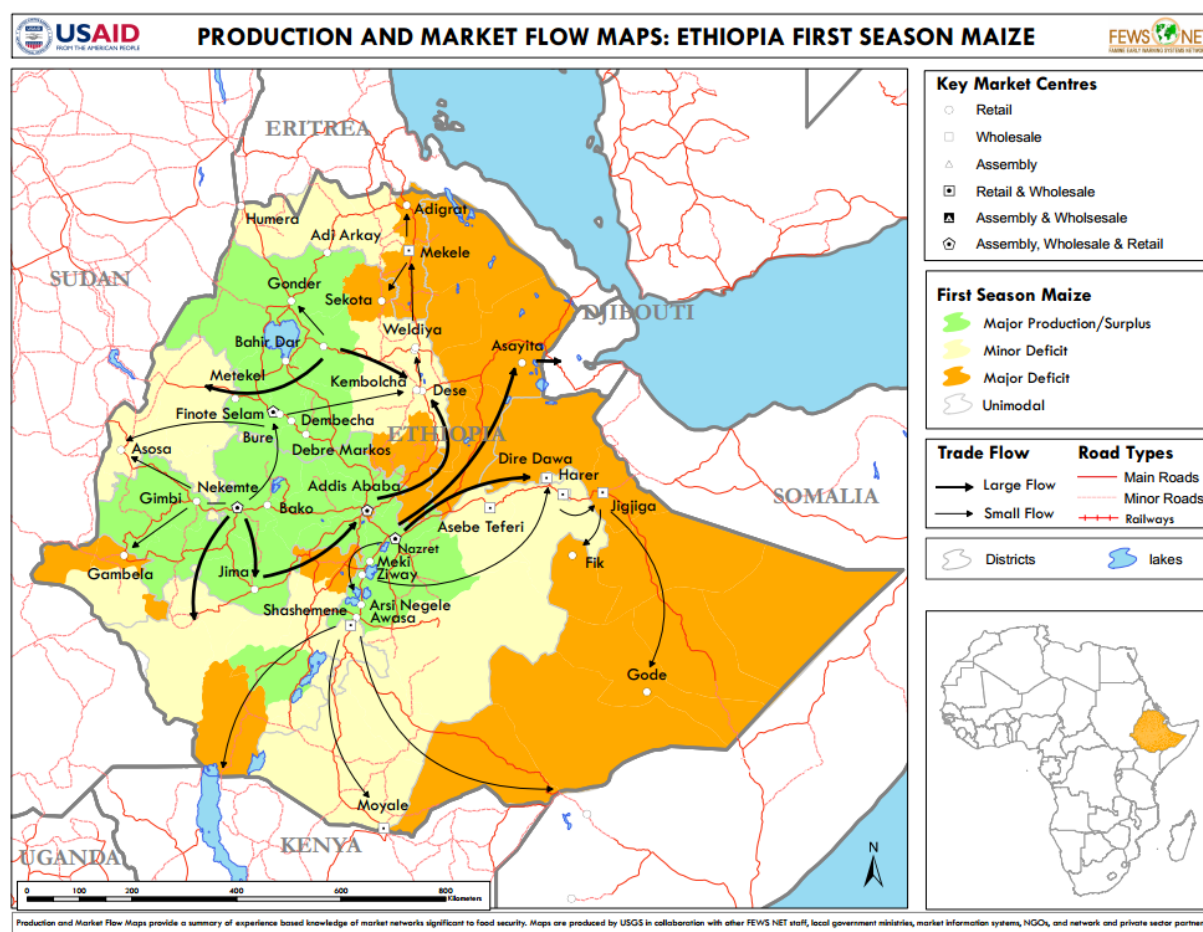 USAID
FROM THE AMERICAN PEOPLE
PRODUCTION AND MARKET FLOW MAPS: ETHIOPIA FIRST SEASON MAIZE
FEWS NET
FAMINE EARLY WARNING SYSTEMS NETWORK
ERITREA
SUDAN
DJIBOUTI
ETHIOPIA
SOMALIA
UGANDA
KENYA
Humera
Adigrat
Adi Arkay
Mekele
Gonder
Sekota
Weldiya
Bahir Dar
Asayita
Metekel
Kembolcha
Dese
Finote Selam
Dembecha
Bure
Debre Markos
Asosa
Dire Dawa
Harer
Nekemte
Addis Ababa
Gimbi
Bako
Asebe Teferi
Jigjiga
Nazret
Gambela
Jima
Meki
Ziway
Fik
Shashemene
Arsi Negele
Awasa
Gode
Moyale
N
0 100 200 400 600 800
Kilometers
Key Market Centres
Retail
Wholesale
Assembly
Retail & Wholesale
Assembly & Wholsesale
Assembly, Wholesale & Retail
First Season Maize
Major Production/Surplus
Minor Deficit
Major Deficit
Unimodal
Trade Flow
Large Flow
Small Flow
Road Types
Main Roads
Minor Roads
Railways
Districts
lakes
Production and Market Flow Maps provide a summary of experience based knowledge of market networks significant to food security. Maps are produced by USGS in collaboration with other FEWS NET staff, local government ministries, market information systems, NGOs, and network and private sector partner